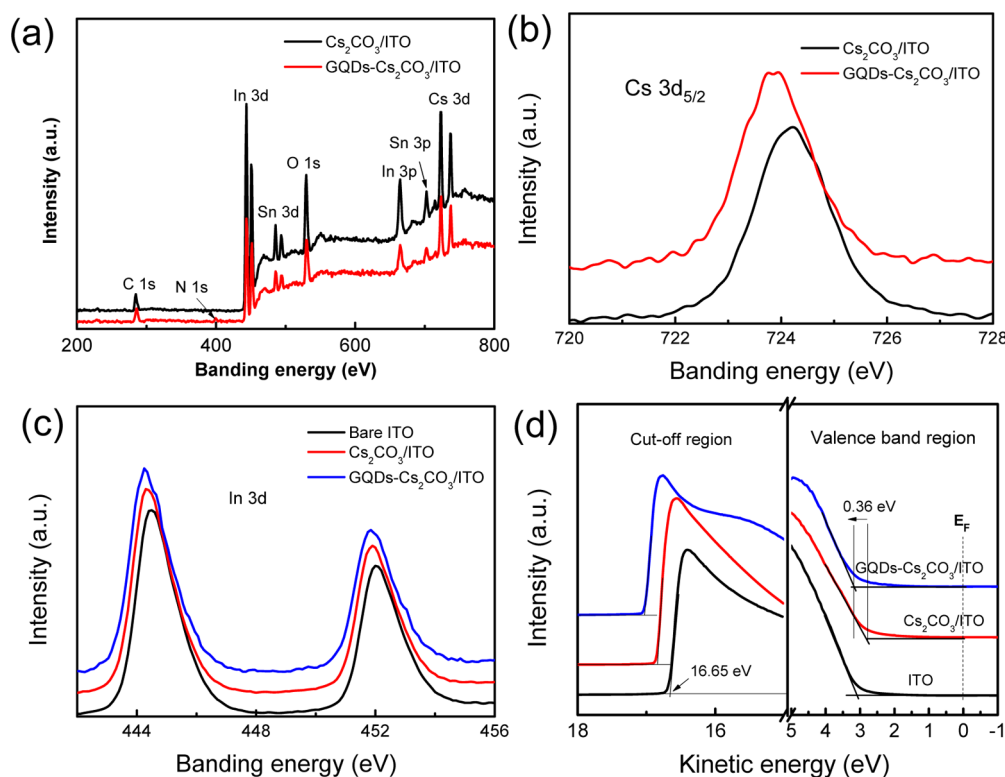 (a)
Cs₂CO₃/ITO
GQDs-Cs₂CO₃/ITO
In 3d
Cs 3d
Sn 3p
O 1s
In 3p
Sn 3d
C 1s
N 1s
Intensity (a.u.)
200 400 600 800
Banding energy (eV)
(b)
Cs₂CO₃/ITO
GQDs-Cs₂CO₃/ITO
Cs 3d₅/₂
Intensity (a.u.)
720 722 724 726 728
Banding energy (eV)
(c)
Bare ITO
Cs₂CO₃/ITO
GQDs-Cs₂CO₃/ITO
In 3d
Intensity (a.u.)
444 448 452 456
Banding energy (eV)
(d)
Cut-off region
Valence band region
0.36 eV
E_F
GQDs-Cs₂CO₃/ITO
Cs₂CO₃/ITO
16.65 eV
ITO
Intensity (a.u.)
18 16 5 4 3 2 1 0 -1
Kinetic energy (eV)